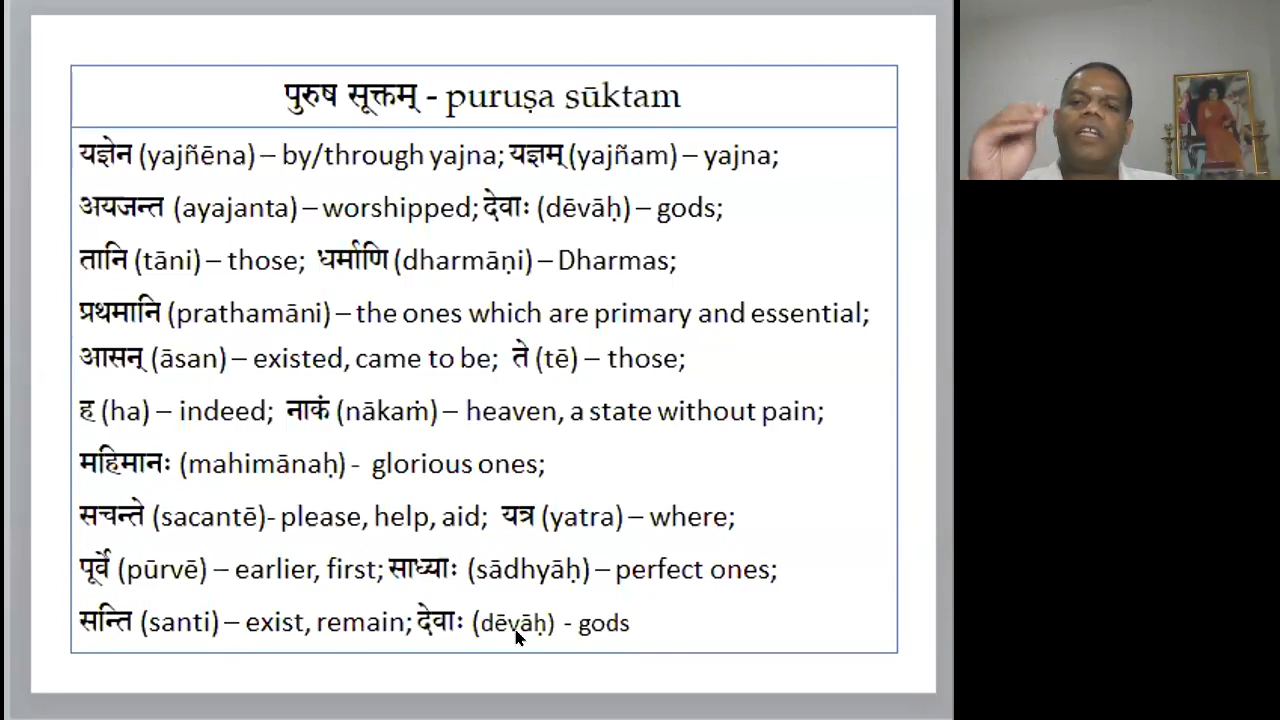 पुरुष सूक्तम् - puruṣa sūktam
यज्ञेन (yajñēna) – by/through yajna; यज्ञम् (yajñam) – yajna;
अयजन्त (ayajanta) – worshipped; देवाः (dēvāḥ) – gods;
तानि (tāni) – those; धर्माणि (dharmāṇi) – Dharmas;
प्रथमानि (prathamāni) – the ones which are primary and essential;
आसन् (āsan) – existed, came to be; ते (tē) – those;
ह (ha) – indeed; नाकं (nākaṁ) – heaven, a state without pain;
महिमानः (mahimānaḥ) - glorious ones;
सचन्ते (sacantē)- please, help, aid; यत्र (yatra) – where;
पूर्वे (pūrvē) – earlier, first; साध्याः (sādhyāḥ) – perfect ones;
सन्ति (santi) – exist, remain; देवाः (dēvāḥ) - gods